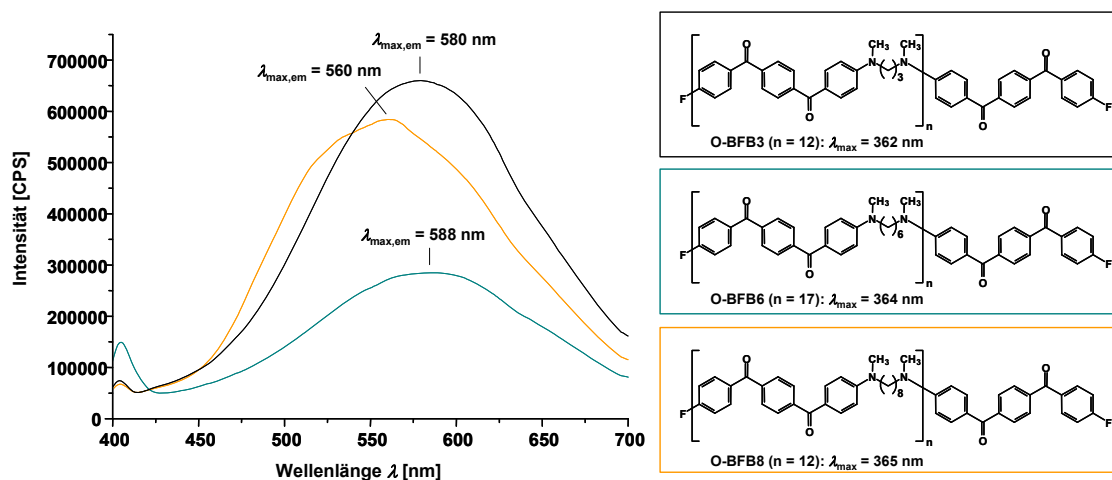 λmax,em = 580 nm
λmax,em = 560 nm
λmax,em = 588 nm
Intensität [CPS]
700000
600000
500000
400000
300000
200000
100000
0
400 450 500 550 600 650 700
Wellenlänge λ [nm]
O CH3 CH3 O
N N
3
F O n O F
O-BFB3 (n = 12): λmax = 362 nm
O CH3 CH3 O
N N
6
F O n O F
O-BFB6 (n = 17): λmax = 364 nm
O CH3 CH3 O
N N
8
F O n O F
O-BFB8 (n = 12): λmax = 365 nm